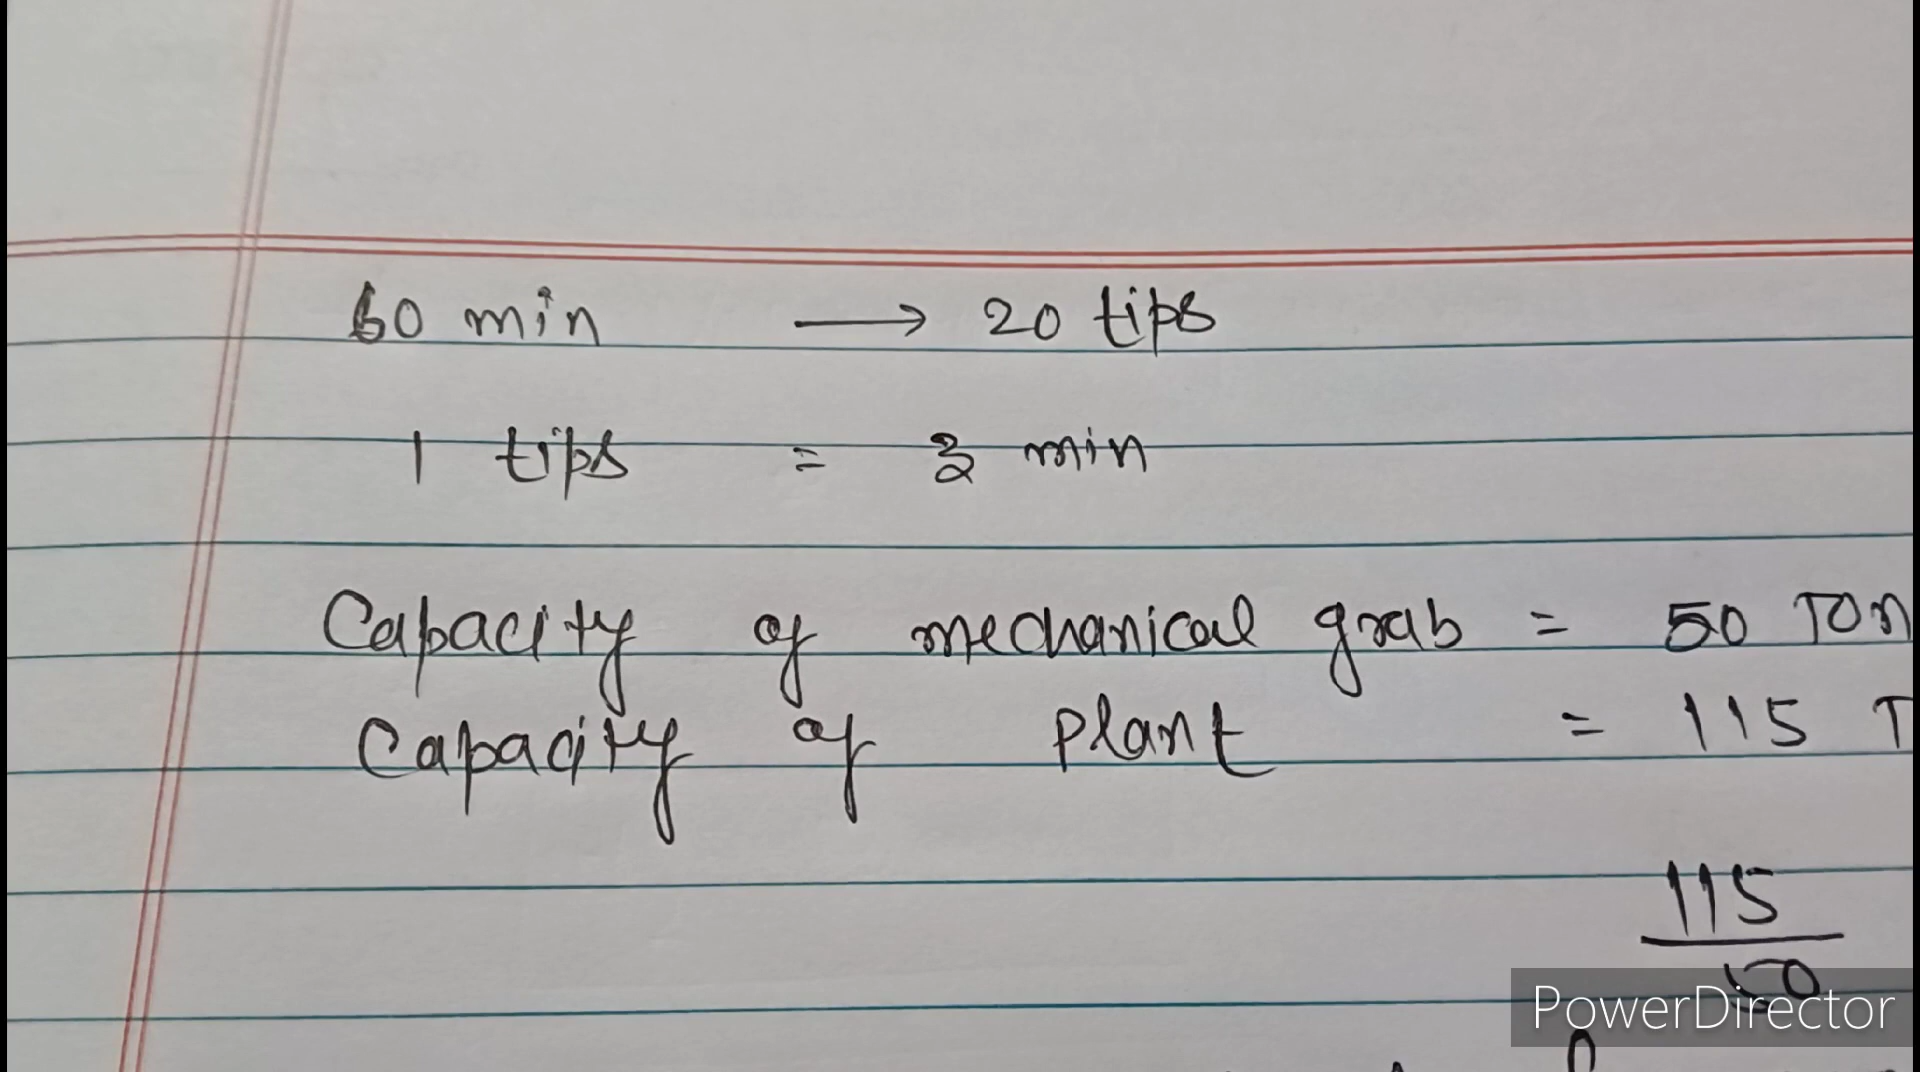 60 min → 20 tips
1 tips = 3 min
Capacity of mechanical grab = 50 TON
Capacity of Plant = 115 T
115
50
PowerDirector